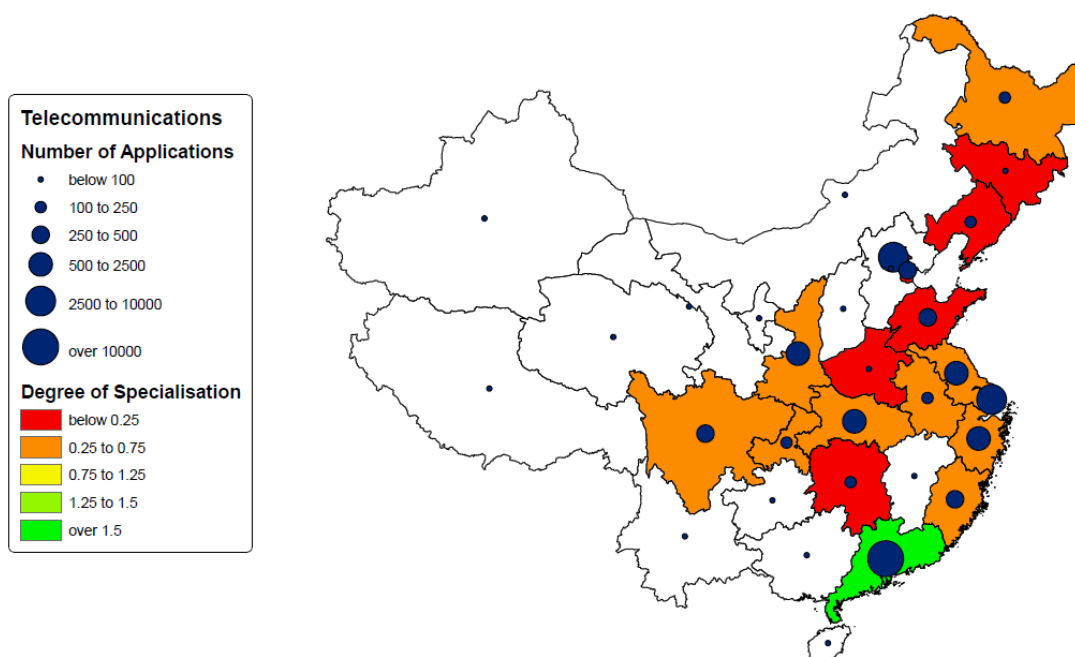 Telecommunications
Number of Applications
below 100
100 to 250
250 to 500
500 to 2500
2500 to 10000
over 10000
Degree of Specialisation
below 0.25
0.25 to 0.75
0.75 to 1.25
1.25 to 1.5
over 1.5